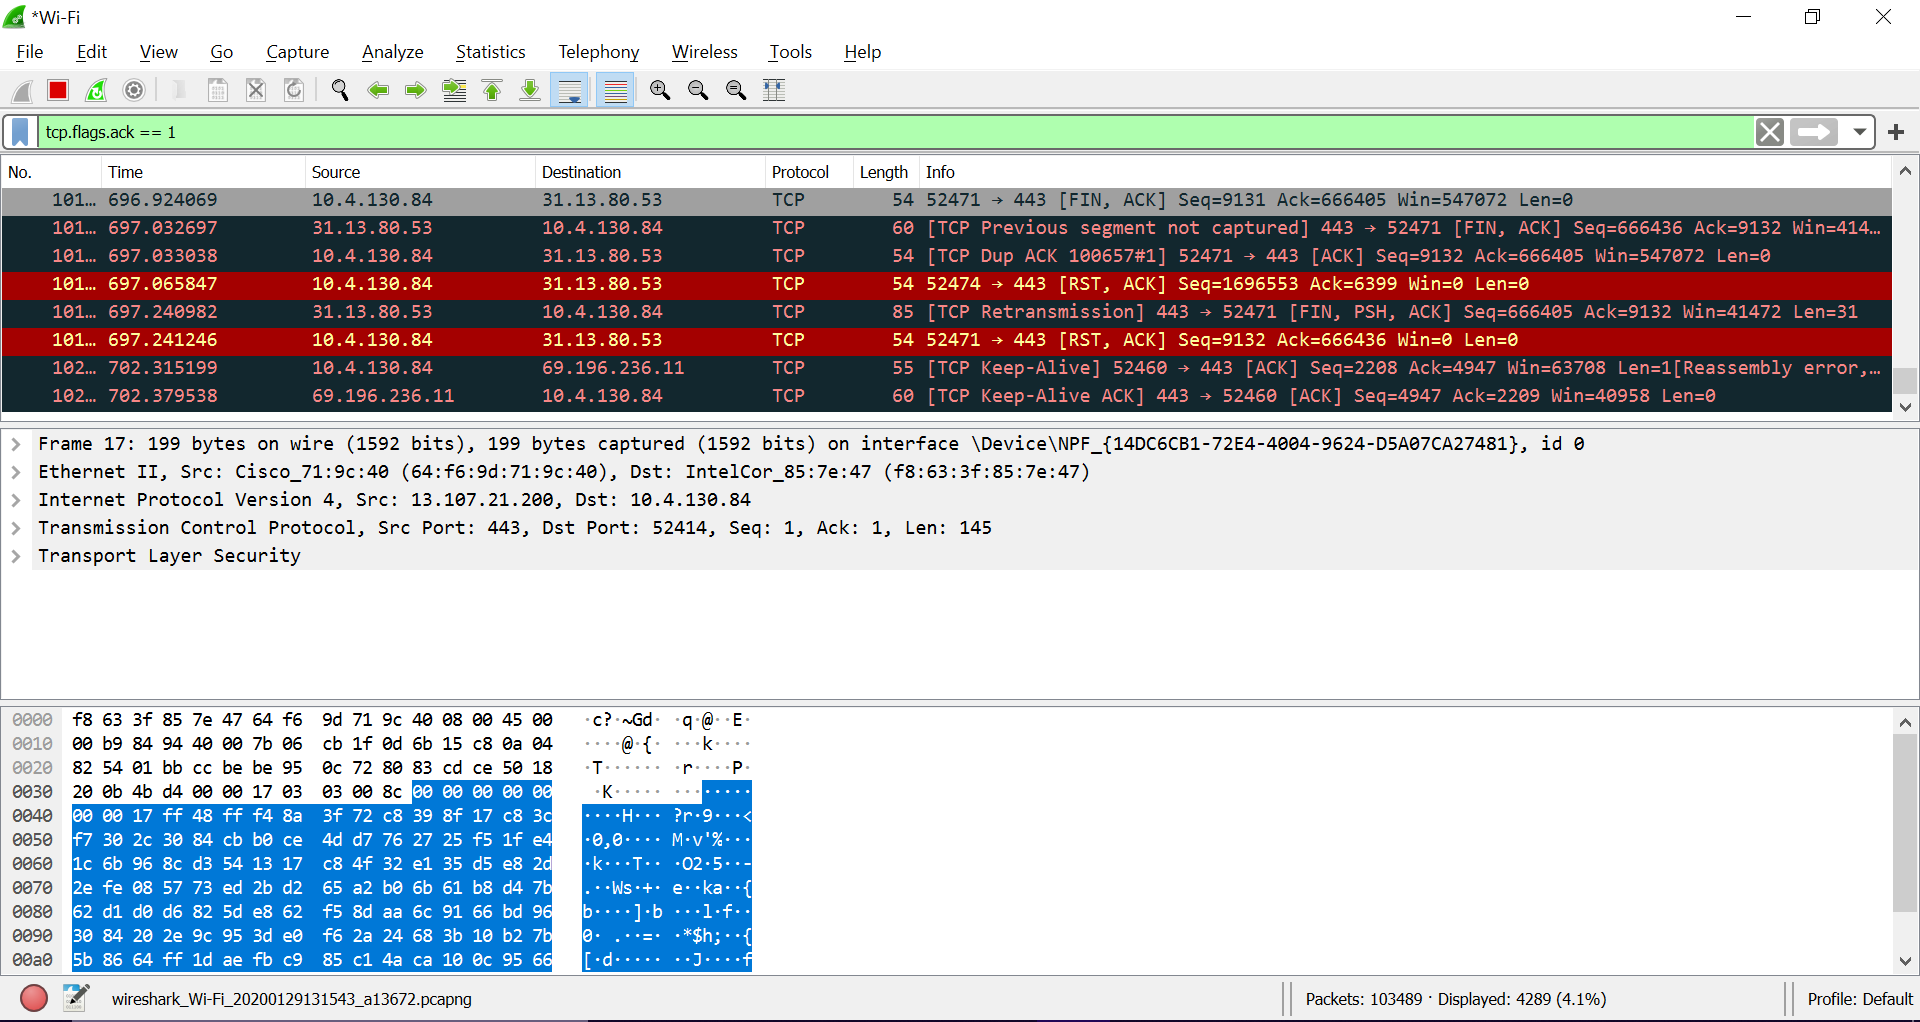 *Wi-Fi
File Edit View Go Capture Analyze Statistics Telephony Wireless Tools Help
tcp.flags.ack == 1
No. Time Source Destination Protocol Length Info
101… 696.924069 10.4.130.84 31.13.80.53 TCP 54 52471 → 443 [FIN, ACK] Seq=9131 Ack=666405 Win=547072 Len=0
101… 697.032697 31.13.80.53 10.4.130.84 TCP 60 [TCP Previous segment not captured] 443 → 52471 [FIN, ACK] Seq=666436 Ack=9132 Win=414…
101… 697.033038 10.4.130.84 31.13.80.53 TCP 54 [TCP Dup ACK 100657#1] 52471 → 443 [ACK] Seq=9132 Ack=666405 Win=547072 Len=0
101… 697.065847 10.4.130.84 31.13.80.53 TCP 54 52474 → 443 [RST, ACK] Seq=1696553 Ack=6399 Win=0 Len=0
101… 697.240982 31.13.80.53 10.4.130.84 TCP 85 [TCP Retransmission] 443 → 52471 [FIN, PSH, ACK] Seq=666405 Ack=9132 Win=41472 Len=31
101… 697.241246 10.4.130.84 31.13.80.53 TCP 54 52471 → 443 [RST, ACK] Seq=9132 Ack=666436 Win=0 Len=0
102… 702.315199 10.4.130.84 69.196.236.11 TCP 55 [TCP Keep-Alive] 52460 → 443 [ACK] Seq=2208 Ack=4947 Win=63708 Len=1[Reassembly error,…
102… 702.379538 69.196.236.11 10.4.130.84 TCP 60 [TCP Keep-Alive ACK] 443 → 52460 [ACK] Seq=4947 Ack=2209 Win=40958 Len=0
Frame 17: 199 bytes on wire (1592 bits), 199 bytes captured (1592 bits) on interface \Device\NPF_{14DC6CB1-72E4-4004-9624-D5A07CA27481}, id 0
Ethernet II, Src: Cisco_71:9c:40 (64:f6:9d:71:9c:40), Dst: IntelCor_85:7e:47 (f8:63:3f:85:7e:47)
Internet Protocol Version 4, Src: 13.107.21.200, Dst: 10.4.130.84
Transmission Control Protocol, Src Port: 443, Dst Port: 52414, Seq: 1, Ack: 1, Len: 145
Transport Layer Security
0000 f8 63 3f 85 7e 47 64 f6 9d 71 9c 40 08 00 45 00 ·c?·~Gd· ·q·@··E·
0010 00 b9 84 94 40 00 7b 06 cb 1f 0d 6b 15 c8 0a 04 ····@·{· ···k····
0020 82 54 01 bb cc be be 95 0c 72 80 83 cd ce 50 18 ·T······ ·r····P·
0030 20 0b 4b d4 00 00 17 03 03 00 8c 00 00 00 00 00 ·K····· ········
0040 00 00 17 ff 48 ff f4 8a 3f 72 c8 39 8f 17 c8 3c ····H··· ?r·9···<
0050 f7 30 2c 30 84 cb b0 ce 4d d7 76 27 25 f5 1f e4 ·0,0···· M·v'%···
0060 1c 6b 96 8c d3 54 13 17 c8 4f 32 e1 35 d5 e8 2d ·k···T·· ·O2·5··-
0070 2e fe 08 57 73 ed 2b d2 65 a2 b0 6b 61 b8 d4 7b .··Ws·+· e··ka··{
0080 62 d1 d0 d6 82 5d e8 62 f5 8d aa 6c 91 66 bd 96 b····]·b ···l·f··
0090 30 84 20 2e 9c 95 3d e0 f6 2a 24 68 3b 10 b2 7b 0· .··=· ·*$h;··{
00a0 5b 86 64 ff 1d ae fb c9 85 c1 4a ca 10 0c 95 66 [·d····· ··J····f
wireshark_Wi-Fi_20200129131543_a13672.pcapng Packets: 103489 · Displayed: 4289 (4.1%) Profile: Default